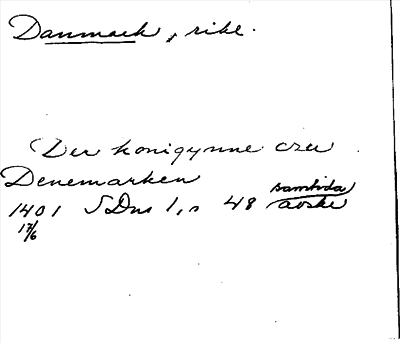 Danmark, rike.
Der konigynne czu
Denemarken
samtida
1401 SDns 1, n 48 avskr
17/6